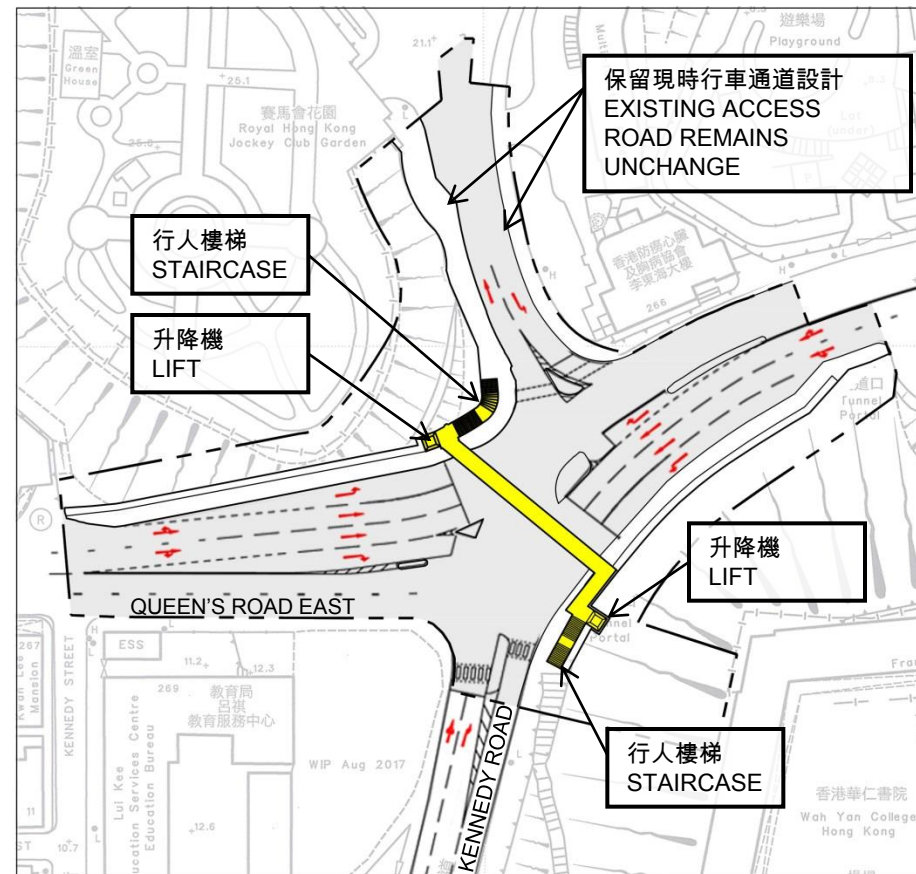 溫室
Green
House
25.1
25.0
21.1
賽馬會花園
Royal Hong Kong
Jockey Club Garden
遊樂場
Playground
保留現時行車通道設計
EXISTING ACCESS
ROAD REMAINS
UNCHANGE
行人樓梯
STAIRCASE
升降機
LIFT
香港防癆心臟
及胸病協會
李東海大樓
266
H
L
Tunnel
Portal
R
升降機
LIFT
QUEEN'S ROAD EAST
Portal
ESS
11.2
12.3
267
Kwan Lee
Mansion
KENNEDY STREET
269
教育局
呂祺
教育服務中心
Lui Kee
Education Services Centre
Education Bureau
WIP Aug 2017
KENNEDY ROAD
行人樓梯
STAIRCASE
香港華仁書院
Wah Yan College
Hong Kong
11
12.6
10.7
ST